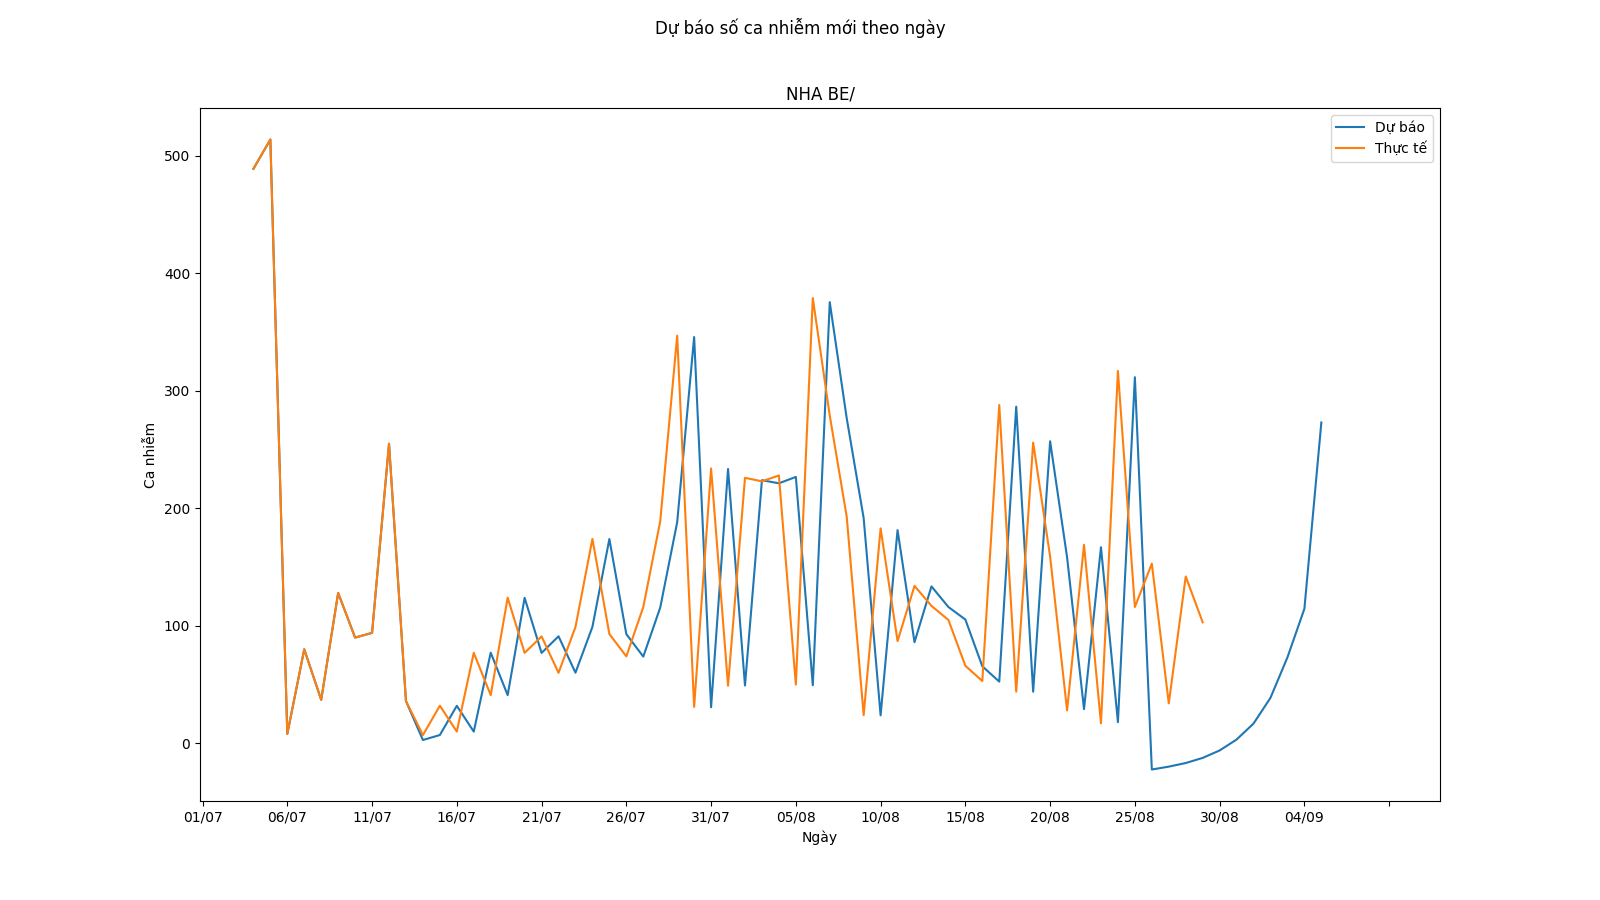 Dự báo số ca nhiễm mới theo ngày
NHA BE/
Dự báo
Thực tế
500
400
300
200
100
0
Ca nhiễm
01/07 06/07 11/07 16/07 21/07 26/07 31/07 05/08 10/08 15/08 20/08 25/08 30/08 04/09
Ngày